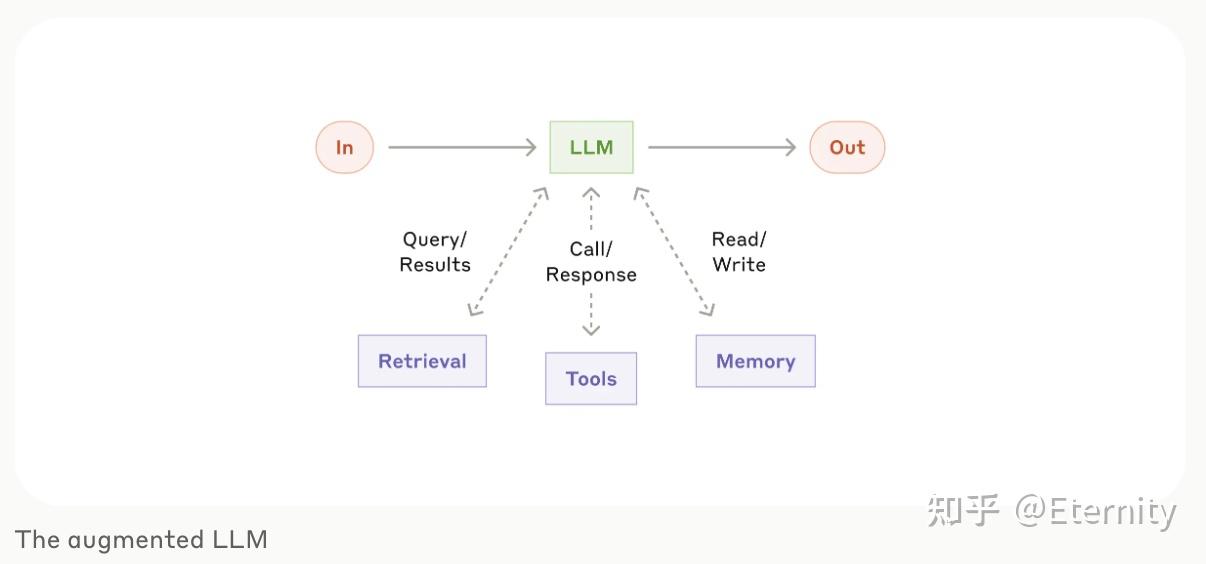 In
LLM
Out
Query/
Results
Call/
Response
Read/
Write
Retrieval
Tools
Memory
知乎 @Eternity
The augmented LLM